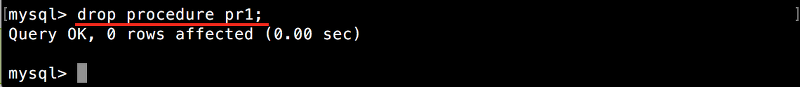 [mysql> drop procedure pr1; ]
Query OK, 0 rows affected (0.00 sec)
mysql>